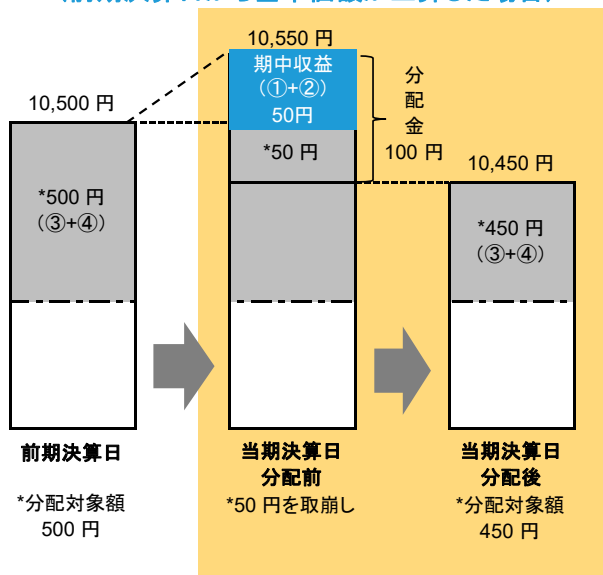 10,550 円
期中収益
(①+②)
50円
分
配
金
100 円
10,500 円
*50 円
10,450 円
*500 円
(③+④)
*450 円
(③+④)
前期決算日
*分配対象額
500 円
当期決算日
分配前
*50 円を取崩し
当期決算日
分配後
*分配対象額
450 円